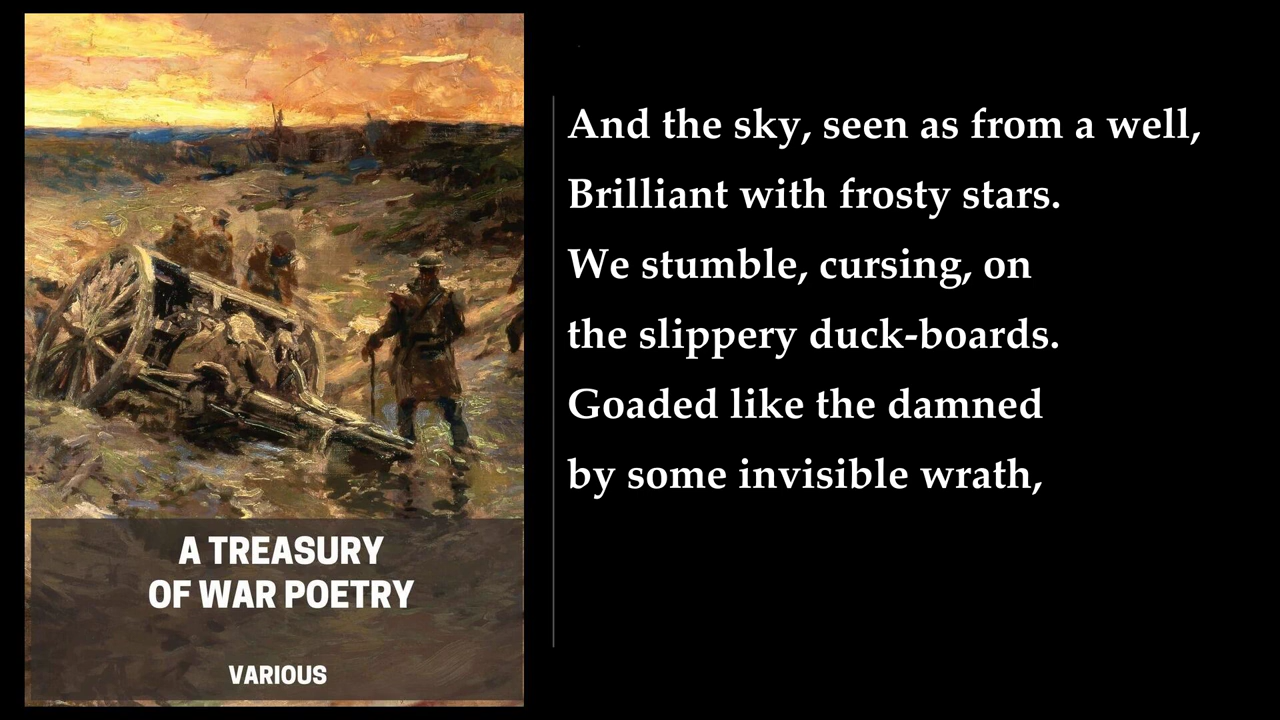 And the sky, seen as from a well,
Brilliant with frosty stars.
We stumble, cursing, on
the slippery duck-boards.
Goaded like the damned
by some invisible wrath,
A TREASURY
OF WAR POETRY
VARIOUS